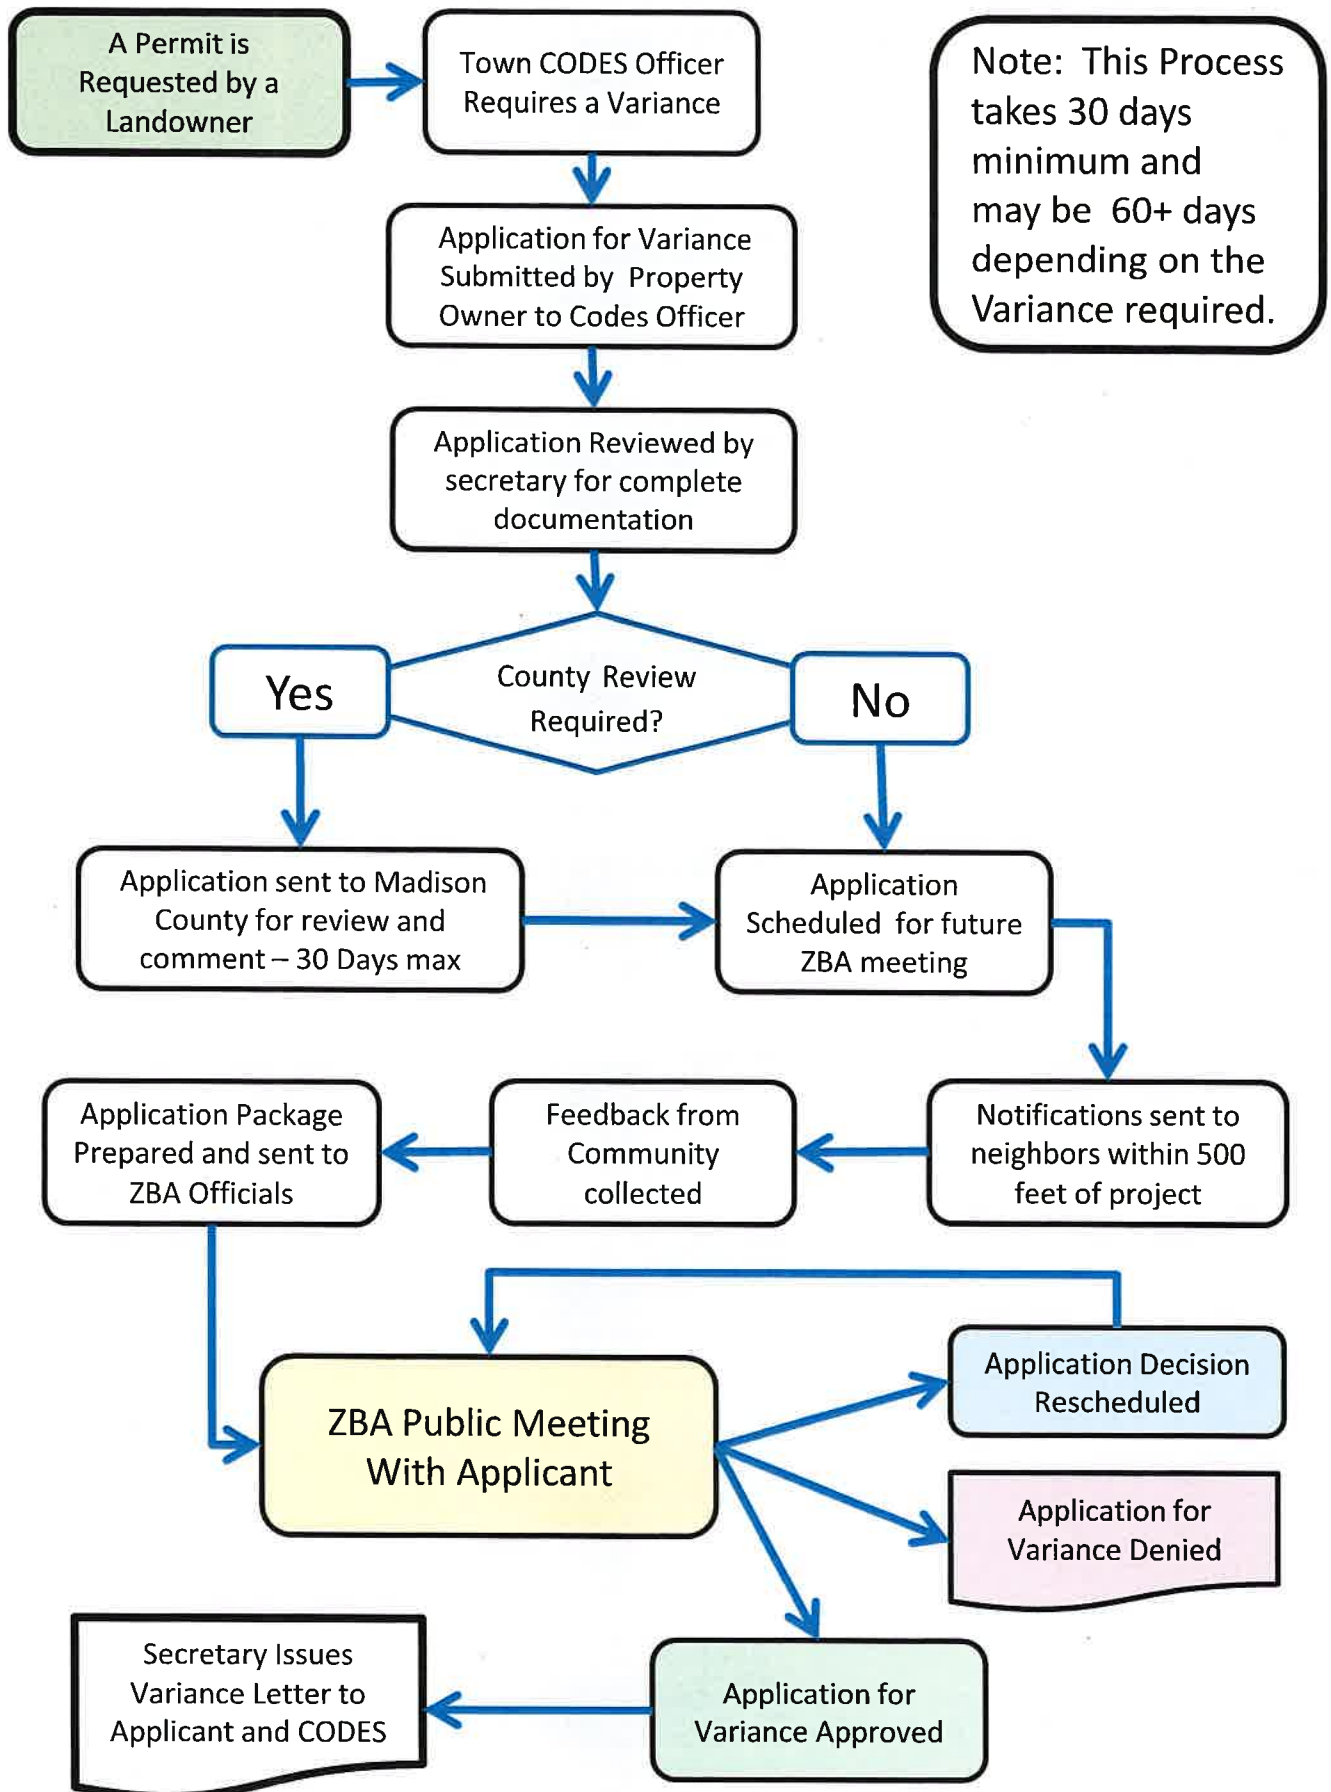 A Permit is
Requested by a
Landowner
Town CODES Officer
Requires a Variance
Note: This Process
takes 30 days
minimum and
may be 60+ days
depending on the
Variance required.
Application for Variance
Submitted by Property
Owner to Codes Officer
Application Reviewed by
secretary for complete
documentation
County Review
Required?
Yes
No
Application sent to Madison
County for review and
comment – 30 Days max
Application
Scheduled for future
ZBA meeting
Notifications sent to
neighbors within 500
feet of project
Feedback from
Community
collected
Application Package
Prepared and sent to
ZBA Officials
ZBA Public Meeting
With Applicant
Application Decision
Rescheduled
Application for
Variance Denied
Application for
Variance Approved
Secretary Issues
Variance Letter to
Applicant and CODES